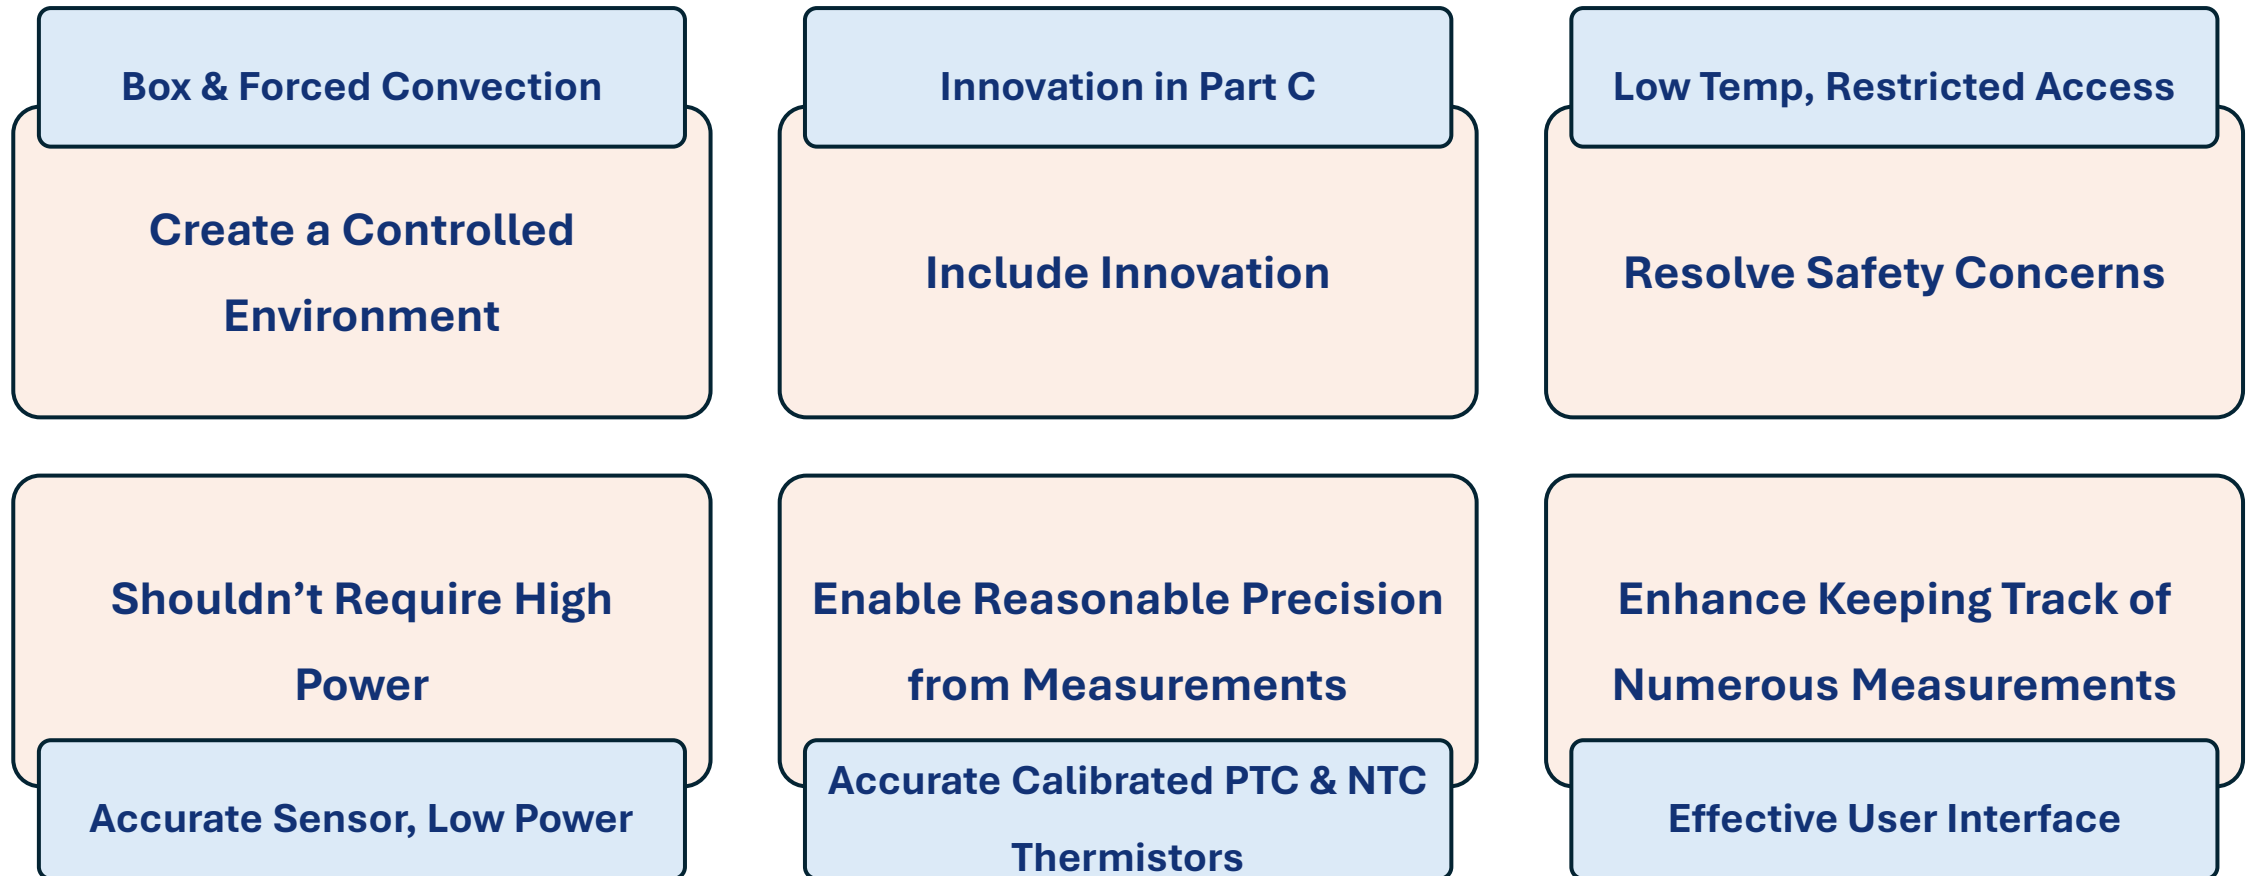 Box & Forced Convection
Create a Controlled
Environment
Innovation in Part C
Include Innovation
Low Temp, Restricted Access
Resolve Safety Concerns
Shouldn’t Require High
Power
Accurate Sensor, Low Power
Enable Reasonable Precision
from Measurements
Accurate Calibrated PTC & NTC
Thermistors
Enhance Keeping Track of
Numerous Measurements
Effective User Interface